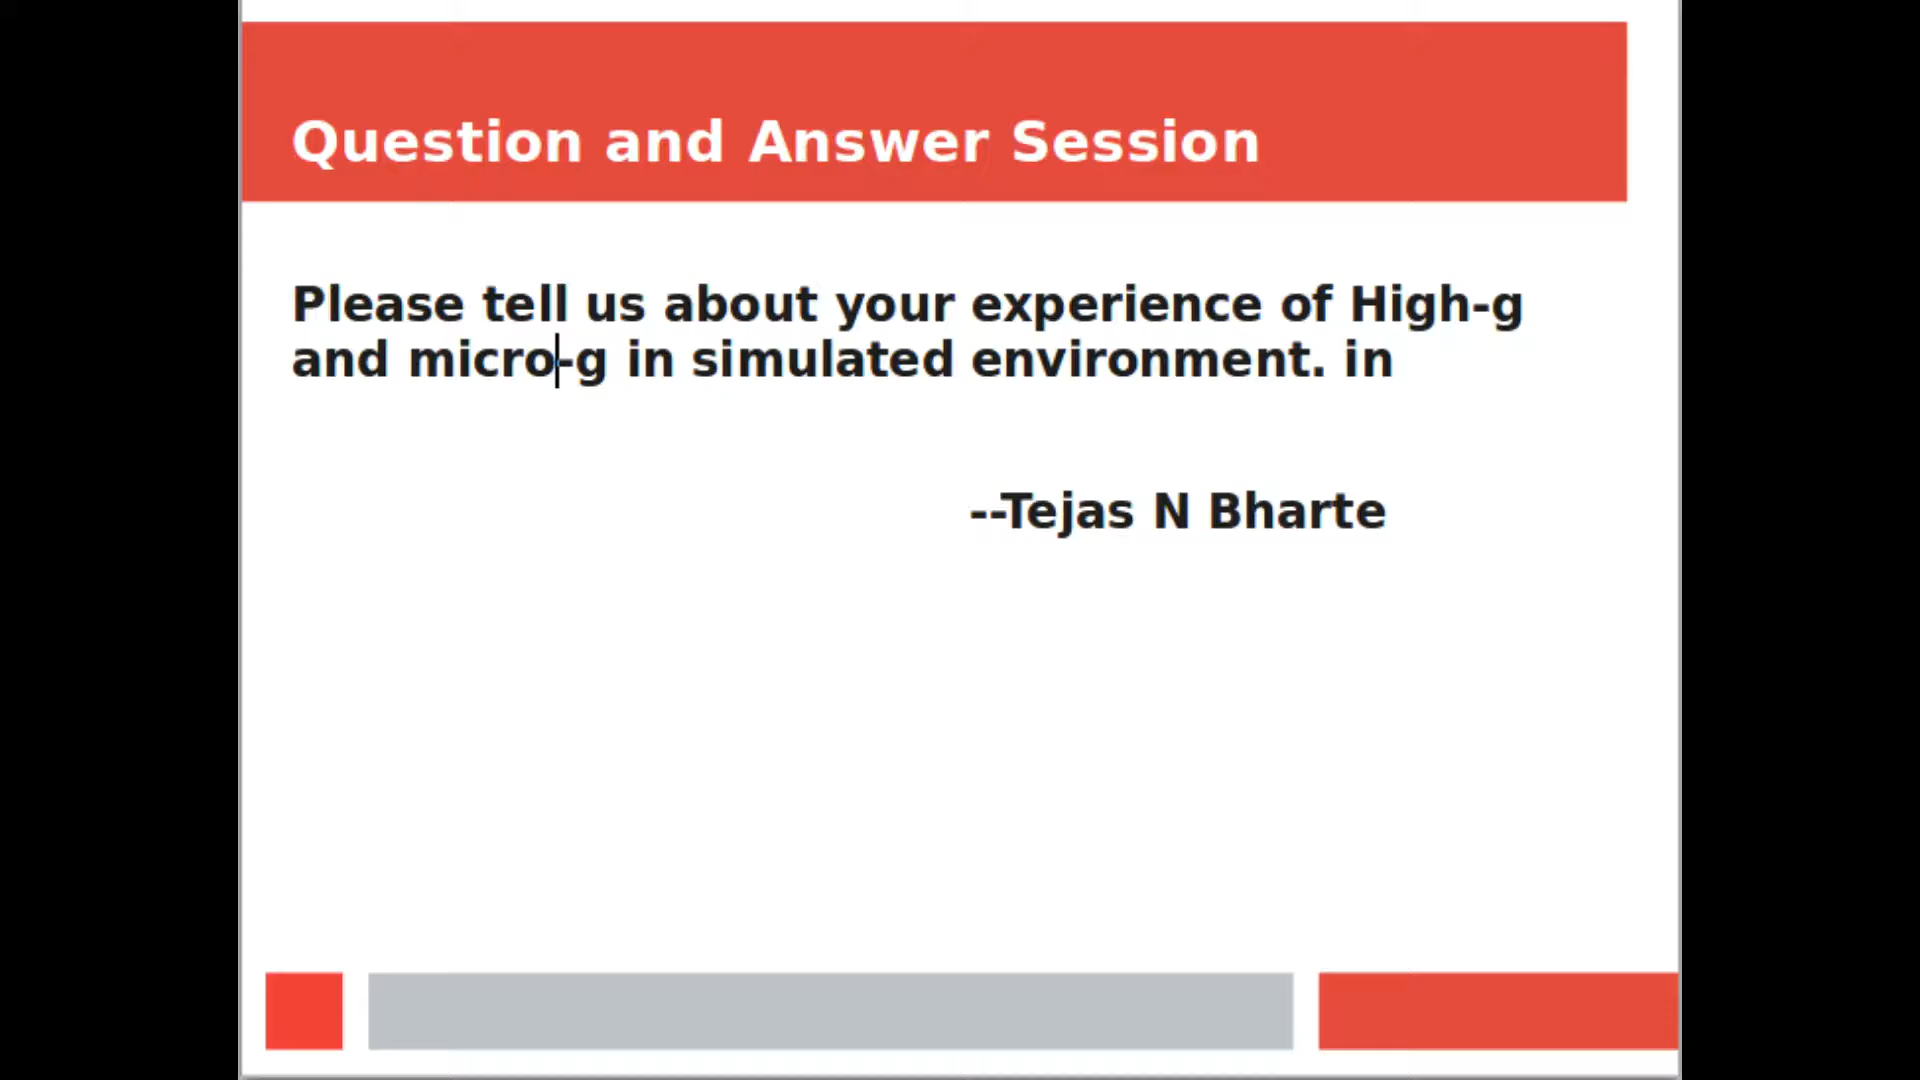 Question and Answer Session
Please tell us about your experience of High-g
and micro-g in simulated environment. in
--Tejas N Bharte